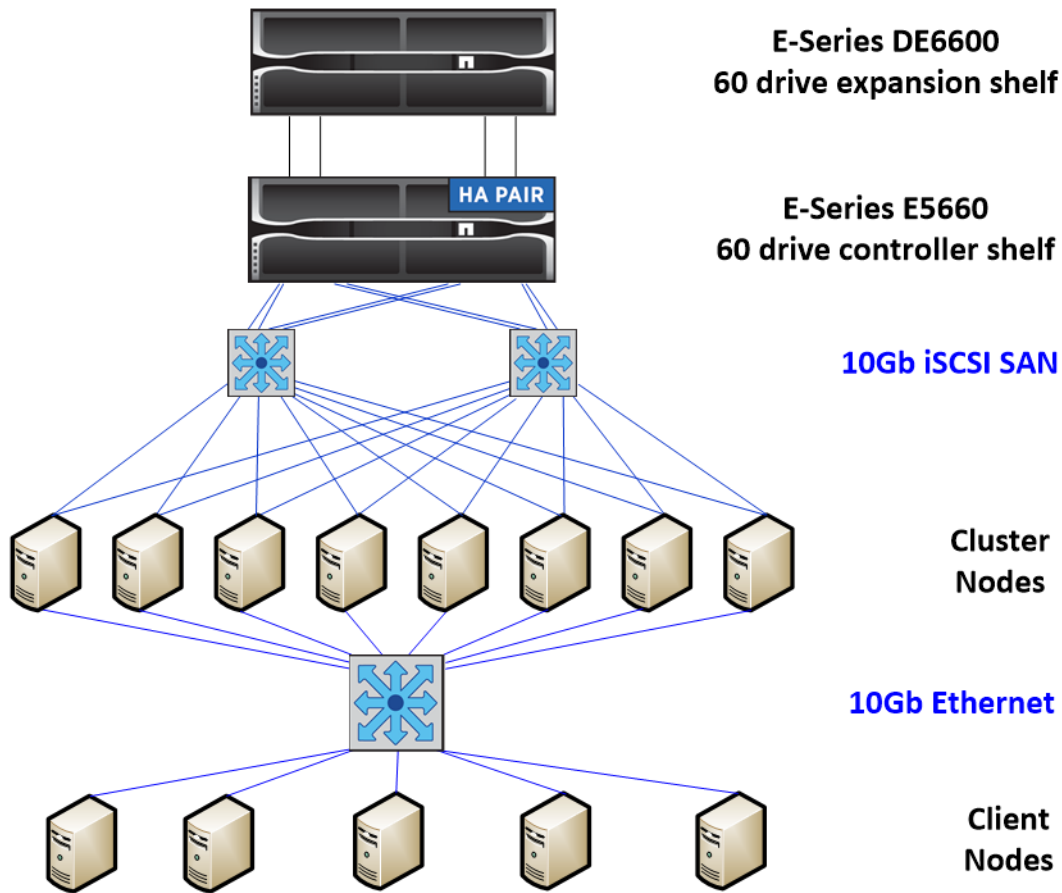 E-Series DE6600
60 drive expansion shelf
HA PAIR
E-Series E5660
60 drive controller shelf
10Gb iSCSI SAN
Cluster
Nodes
10Gb Ethernet
Client
Nodes